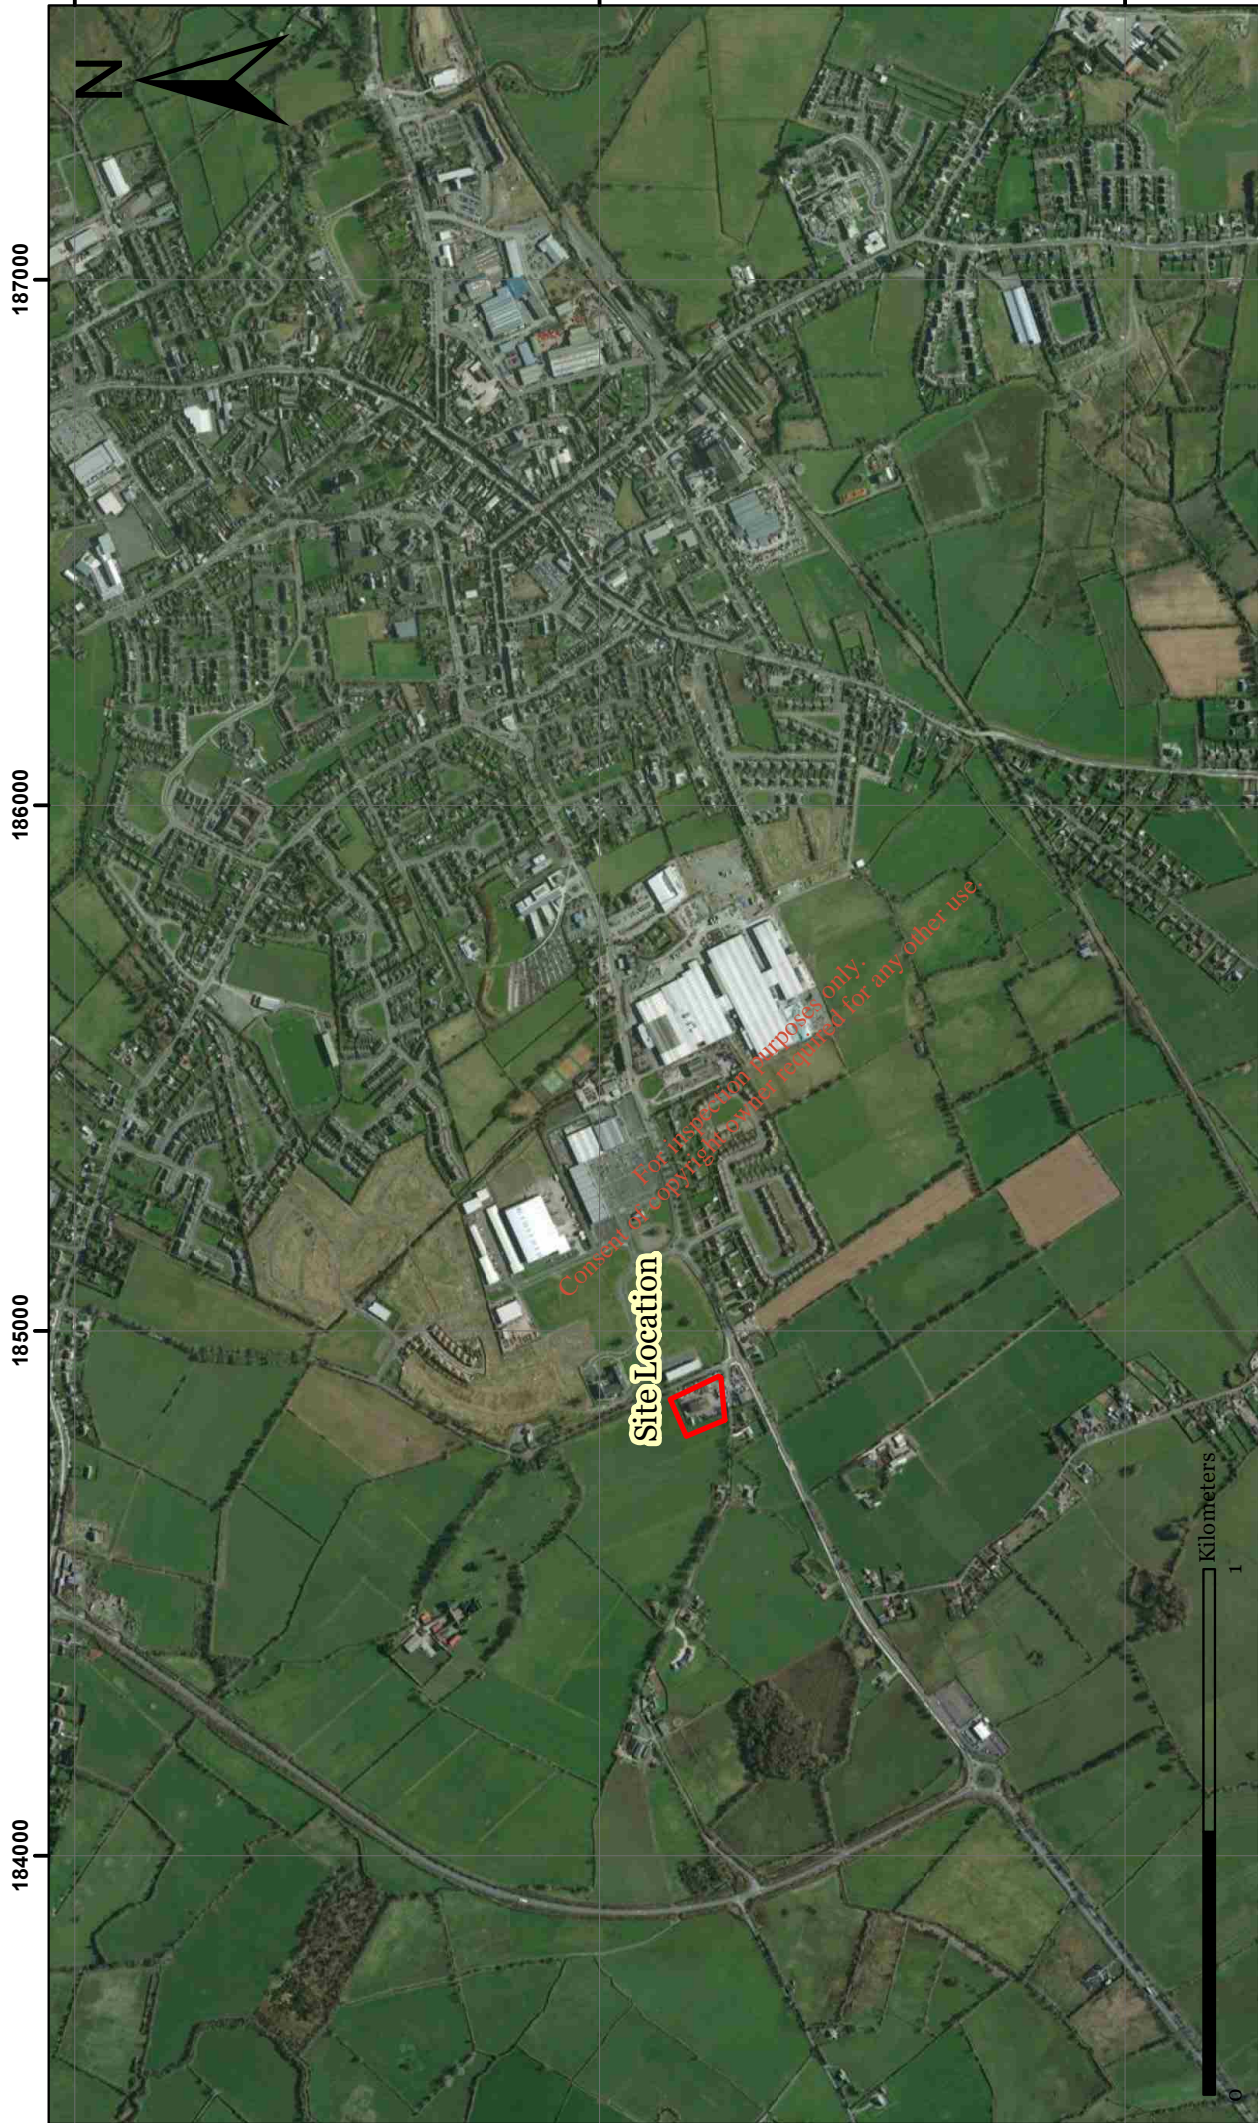 N
184000
185000
186000
187000
Site Location
For inspection purposes only.
Consent of copyright owner required for any other use.
0
1
Kilometers